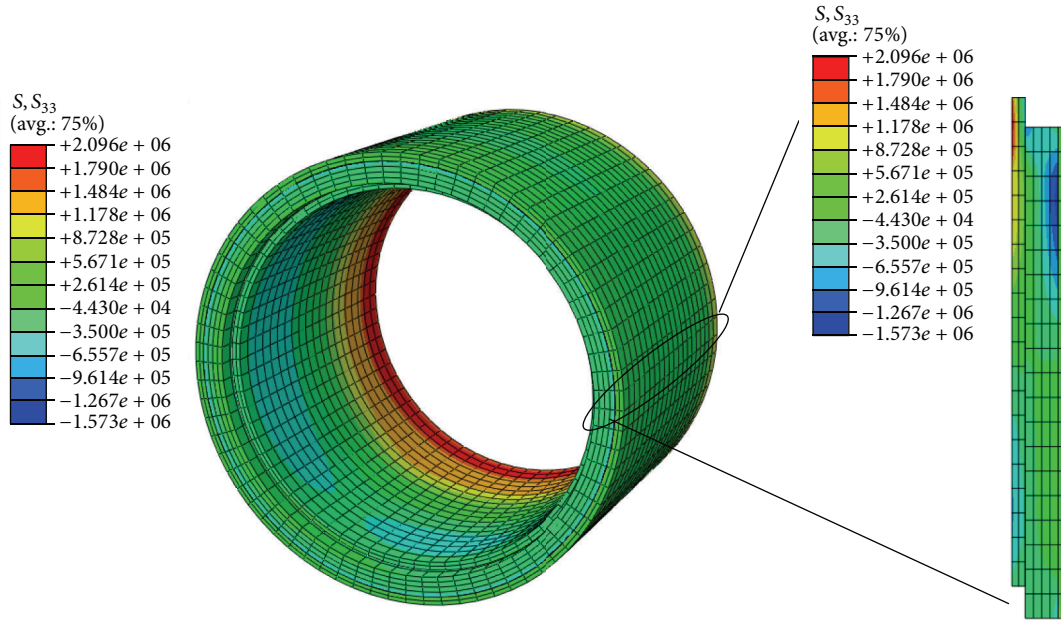 S, S33
(avg.: 75%)
+2.096e + 06
+1.790e + 06
+1.484e + 06
+1.178e + 06
+8.728e + 05
+5.671e + 05
+2.614e + 05
−4.430e + 04
−3.500e + 05
−6.557e + 05
−9.614e + 05
−1.267e + 06
−1.573e + 06
S, S33
(avg.: 75%)
+2.096e + 06
+1.790e + 06
+1.484e + 06
+1.178e + 06
+8.728e + 05
+5.671e + 05
+2.614e + 05
−4.430e + 04
−3.500e + 05
−6.557e + 05
−9.614e + 05
−1.267e + 06
−1.573e + 06